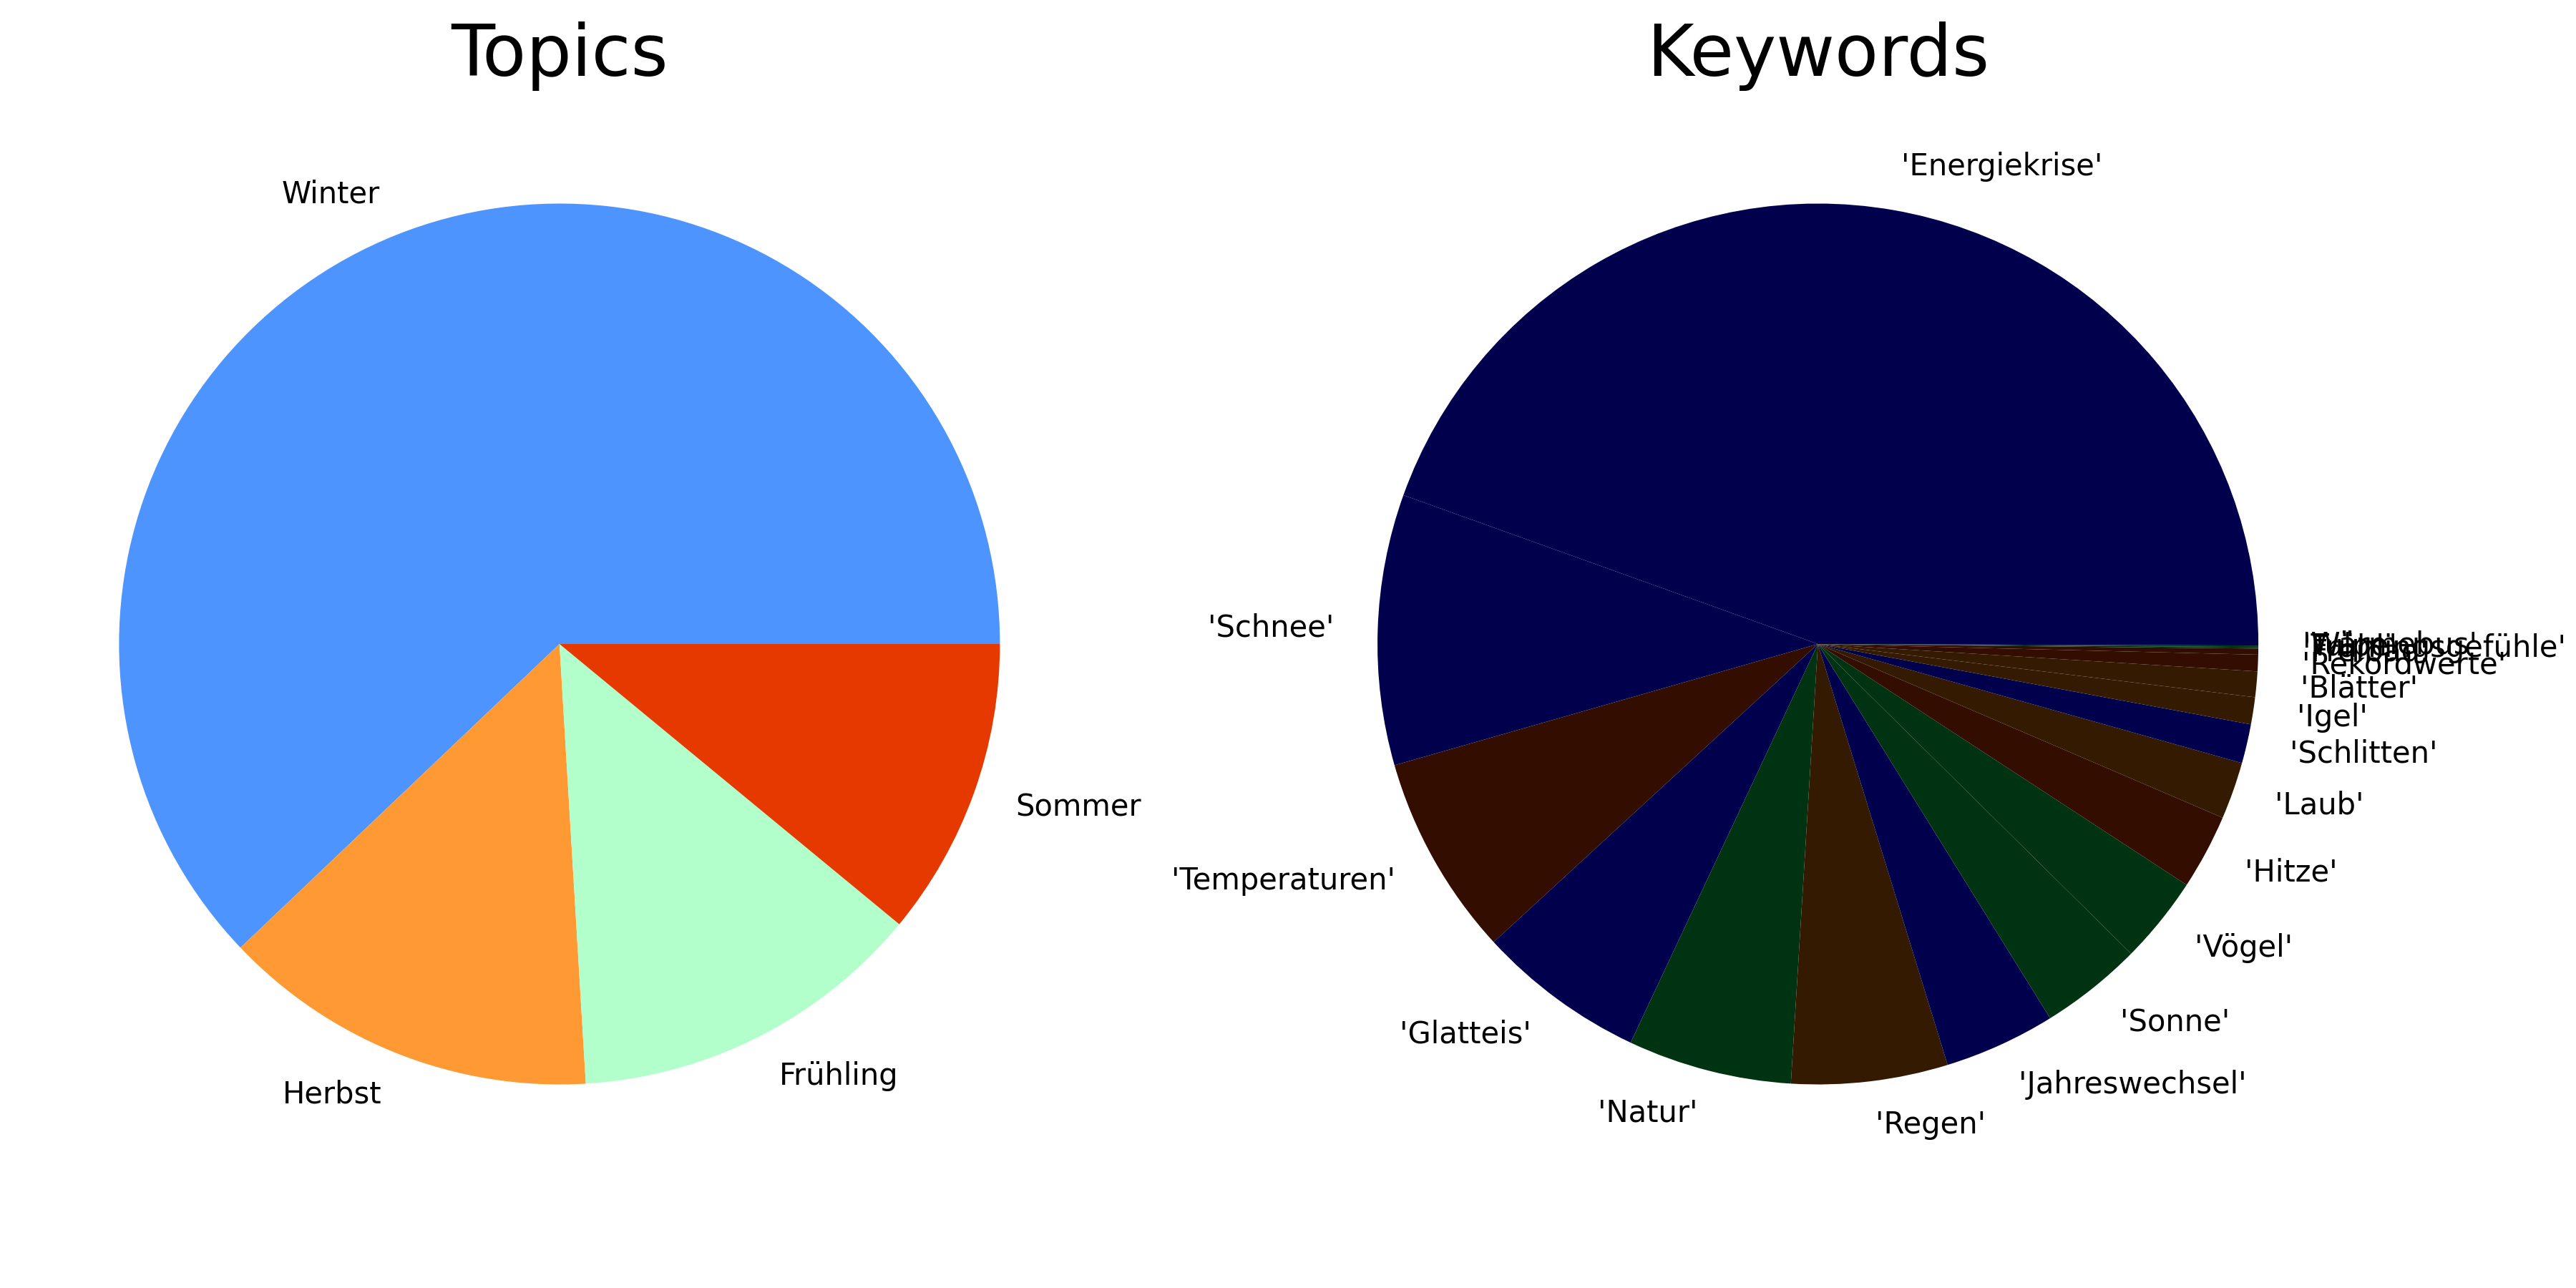 Topics
Winter
Herbst
Frühling
Sommer
Keywords
'Energiekrise'
'Schnee'
'Temperaturen'
'Glatteis'
'Natur'
'Regen'
'Jahreswechsel'
'Sonne'
'Vögel'
'Hitze'
'Laub'
'Schlitten'
'Igel'
'Blätter'
'Rekordwerte'